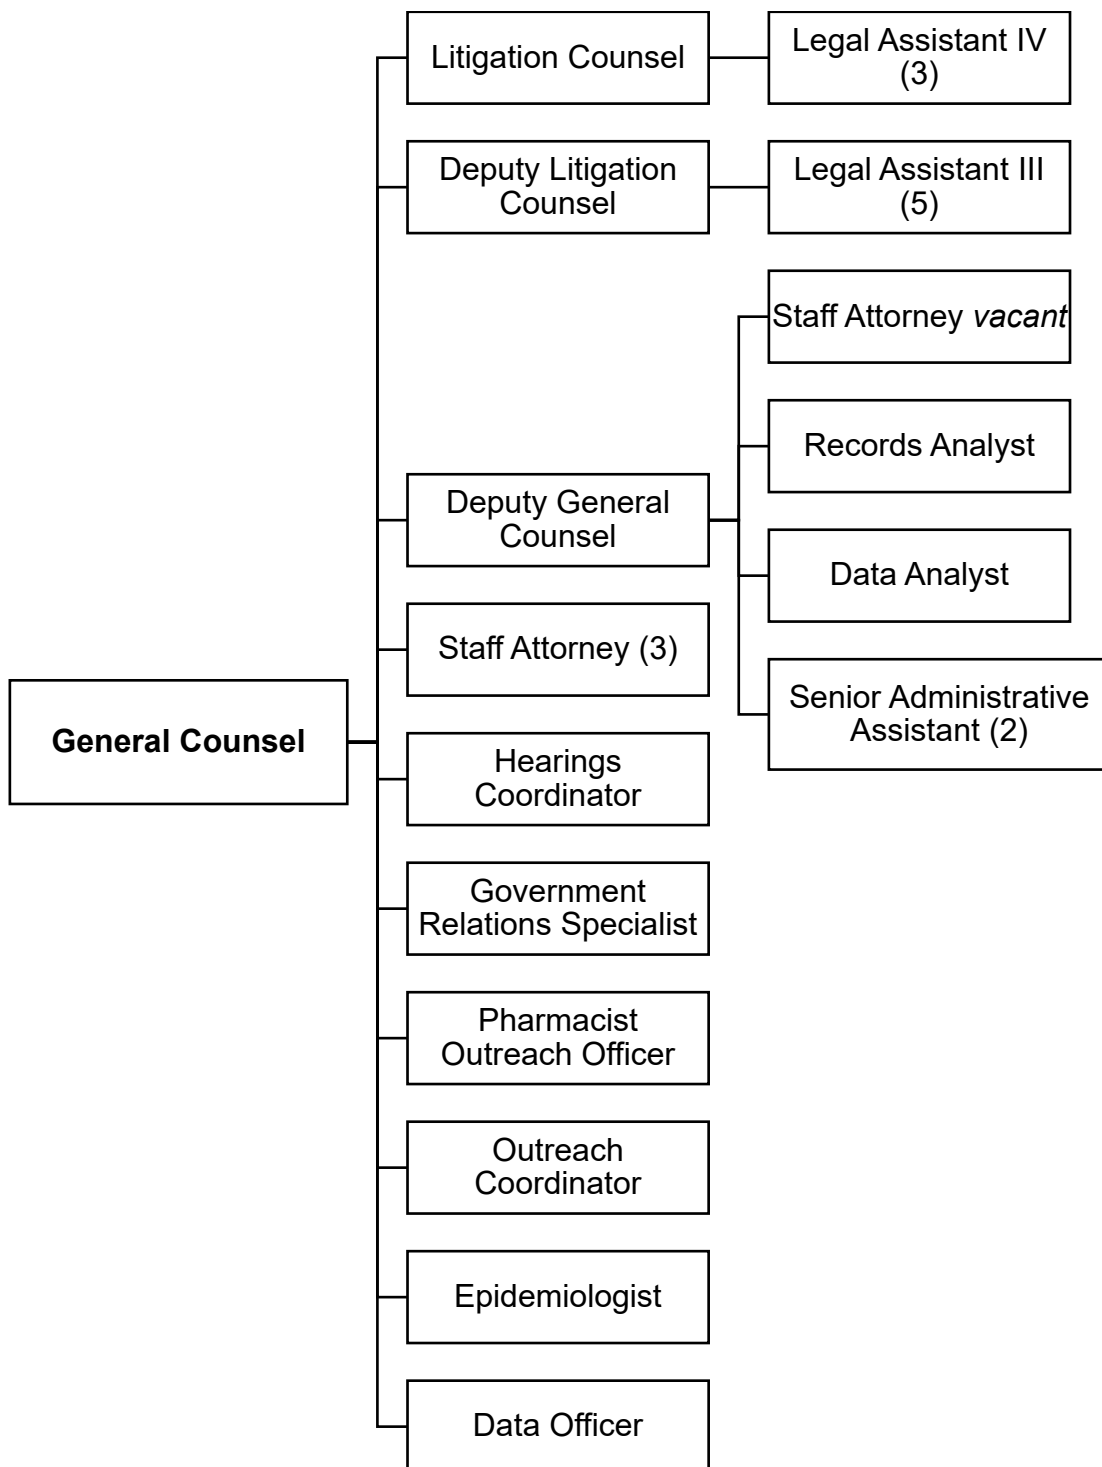 General Counsel
Litigation Counsel
Legal Assistant IV
(3)
Deputy Litigation
Counsel
Legal Assistant III
(5)
Deputy General
Counsel
Staff Attorney vacant
Records Analyst
Data Analyst
Senior Administrative
Assistant (2)
Staff Attorney (3)
Hearings
Coordinator
Government
Relations Specialist
Pharmacist
Outreach Officer
Outreach
Coordinator
Epidemiologist
Data Officer